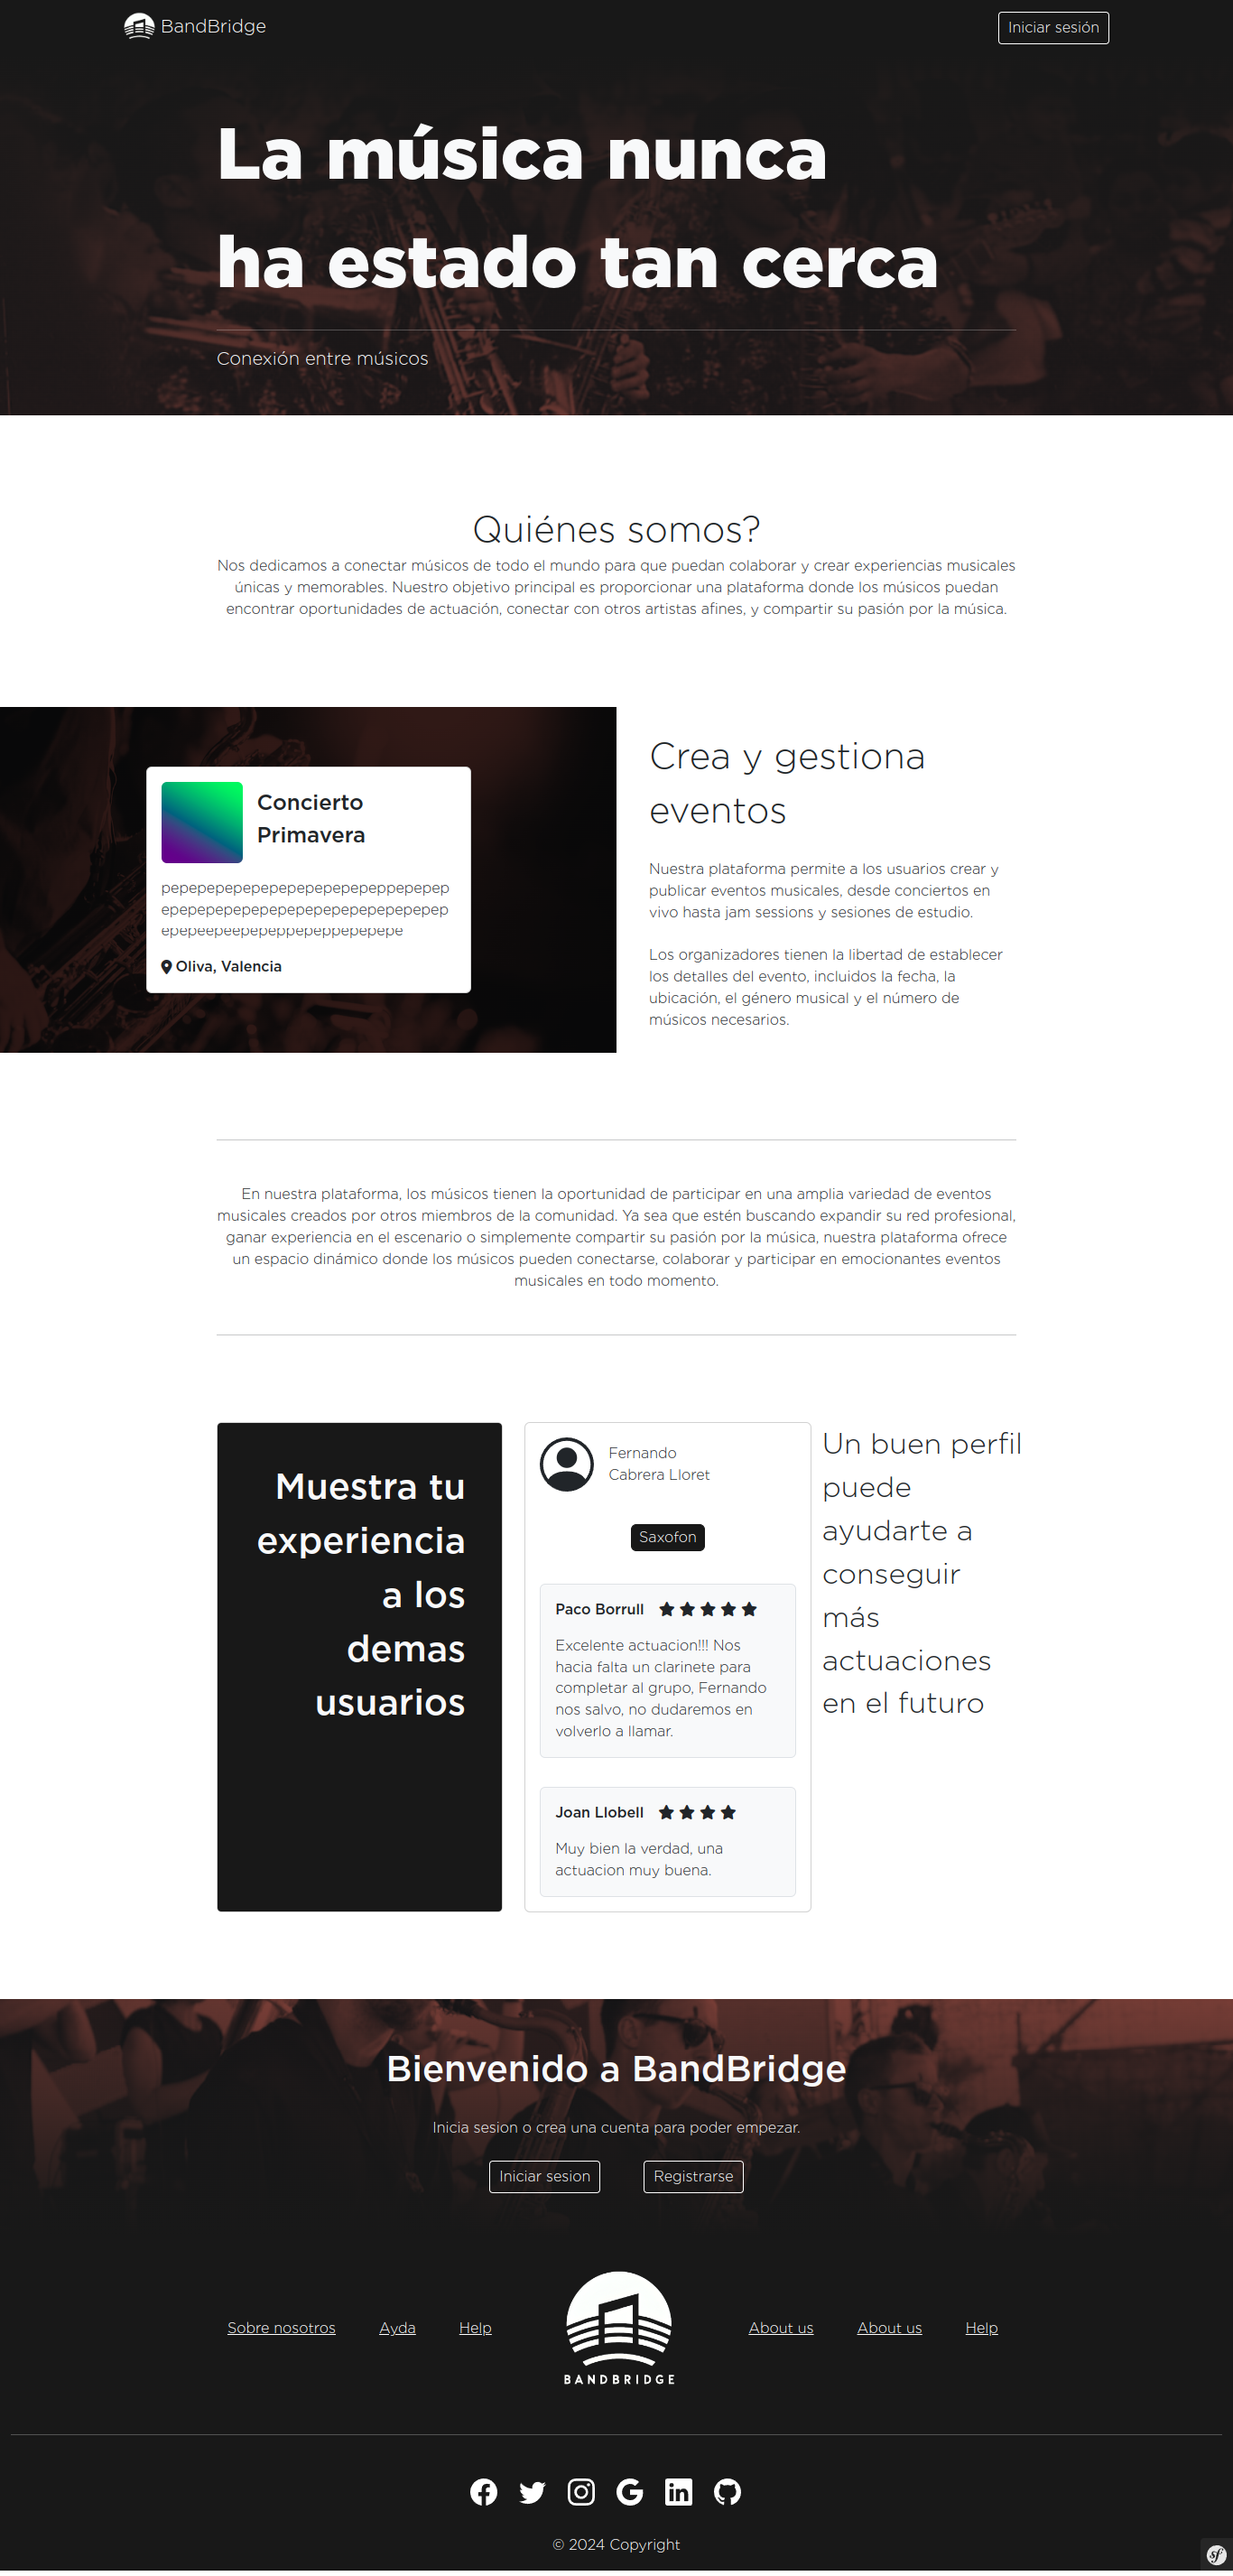 BandBridge
Iniciar sesión
La música nunca
ha estado tan cerca
Conexión entre músicos
Quiénes somos?
Nos dedicamos a conectar músicos de todo el mundo para que puedan colaborar y crear experiencias musicales
únicas y memorables. Nuestro objetivo principal es proporcionar una plataforma donde los músicos puedan
encontrar oportunidades de actuación, conectar con otros artistas afines, y compartir su pasión por la música.
Concierto
Primavera
pepepepepepepepepepepepeppepepep
epepepepepepepepepepepepepepepep
epepeepeepepeppepeppepepepe
Oliva, Valencia
Crea y gestiona
eventos
Nuestra plataforma permite a los usuarios crear y
publicar eventos musicales, desde conciertos en
vivo hasta jam sessions y sesiones de estudio.
Los organizadores tienen la libertad de establecer
los detalles del evento, incluidos la fecha, la
ubicación, el género musical y el número de
músicos necesarios.
En nuestra plataforma, los músicos tienen la oportunidad de participar en una amplia variedad de eventos
musicales creados por otros miembros de la comunidad. Ya sea que estén buscando expandir su red profesional,
ganar experiencia en el escenario o simplemente compartir su pasión por la música, nuestra plataforma ofrece
un espacio dinámico donde los músicos pueden conectarse, colaborar y participar en emocionantes eventos
musicales en todo momento.
Muestra tu
experiencia
a los
demas
usuarios
Fernando
Cabrera Lloret
Saxofon
Paco Borrull
Excelente actuacion!!! Nos
hacia falta un clarinete para
completar al grupo, Fernando
nos salvo, no dudaremos en
volverlo a llamar.
Joan Llobell
Muy bien la verdad, una
actuacion muy buena.
Un buen perfil
puede
ayudarte a
conseguir
más
actuaciones
en el futuro
Bienvenido a BandBridge
Inicia sesion o crea una cuenta para poder empezar.
Iniciar sesion
Registrarse
Sobre nosotros
Ayda
Help
BANDBRIDGE
About us
About us
Help
© 2024 Copyright